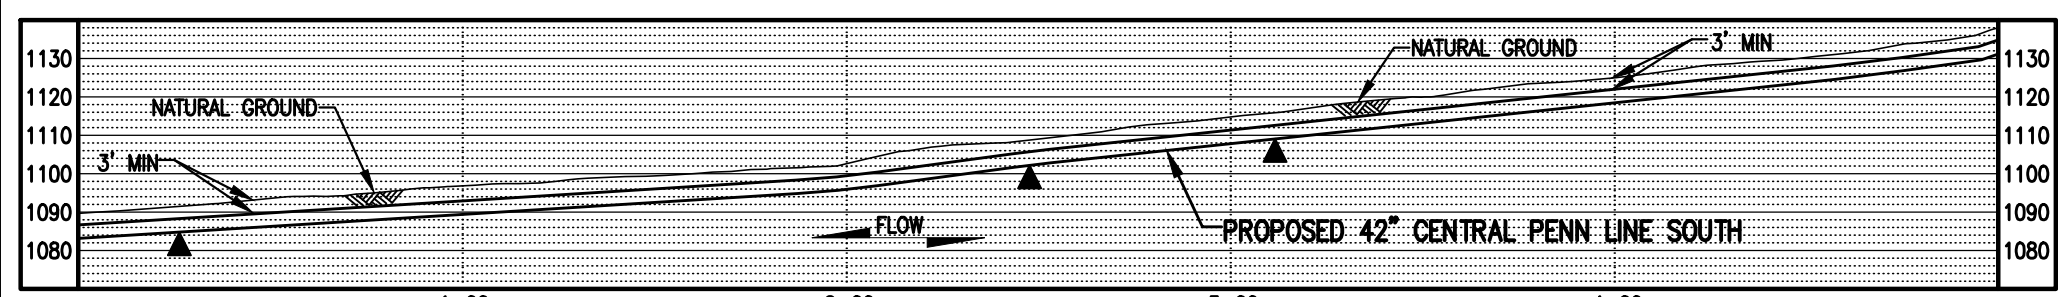 1130
1120
1110
1100
1090
1080
NATURAL GROUND
3' MIN
FLOW
NATURAL GROUND
3' MIN
PROPOSED 42" CENTRAL PENN LINE SOUTH
1130
1120
1110
1100
1090
1080